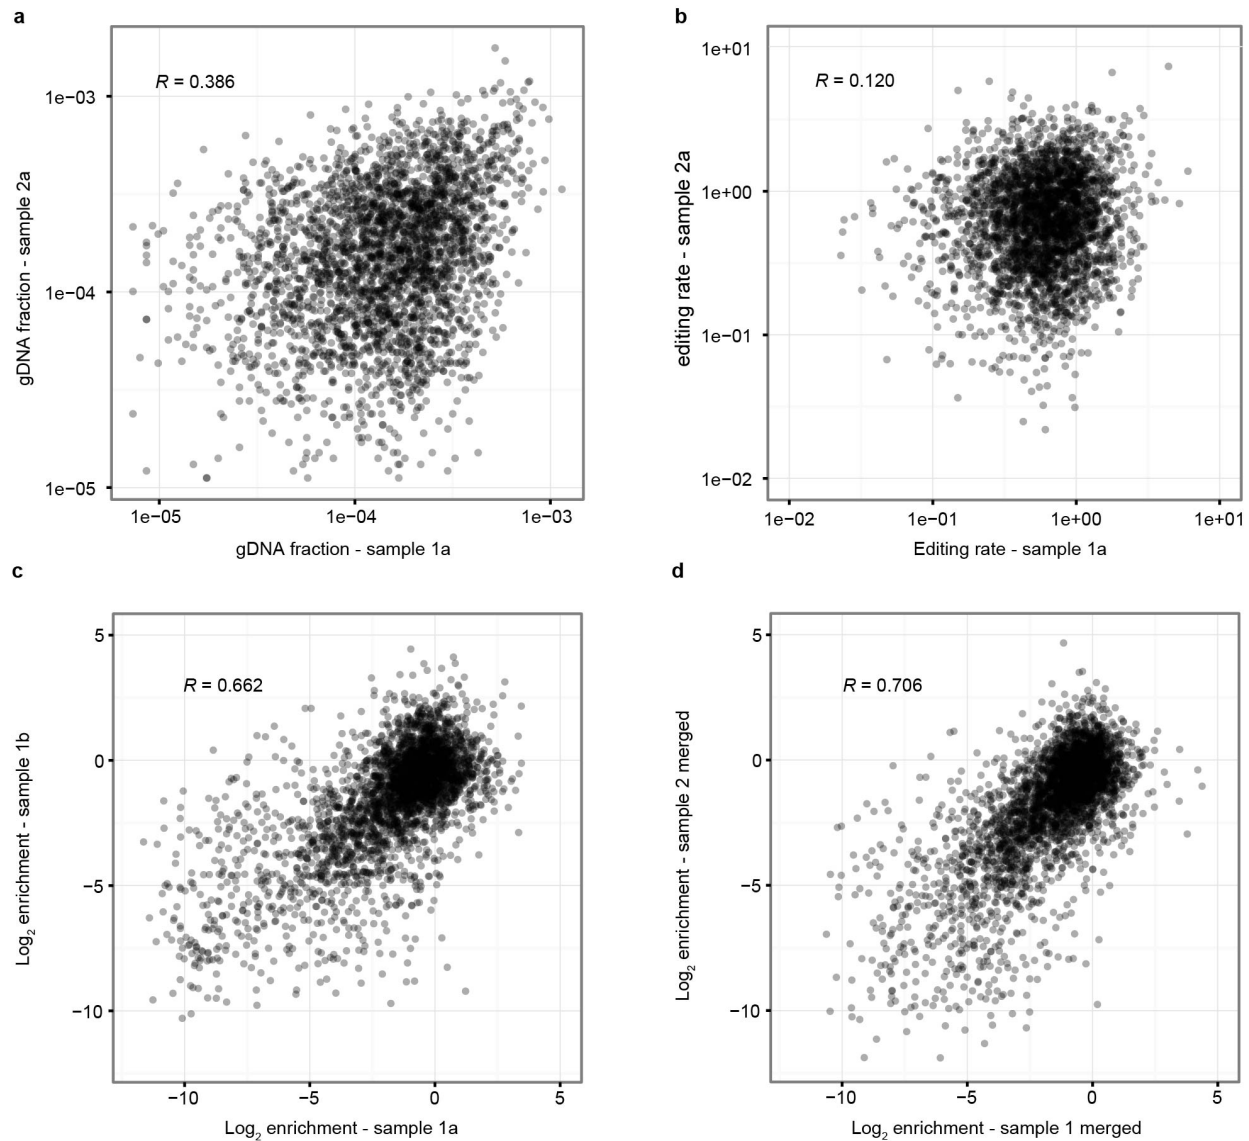 a
R = 0.386
1e−03
1e−04
1e−05
gDNA fraction - sample 2a
1e−05
1e−04
1e−03
gDNA fraction - sample 1a
b
R = 0.120
1e+01
1e+00
1e−01
1e−02
editing rate - sample 2a
1e−02
1e−01
1e+00
1e+01
Editing rate - sample 1a
c
R = 0.662
5
0
−5
−10
Log2 enrichment - sample 1b
−10
−5
0
5
Log2 enrichment - sample 1a
d
R = 0.706
5
0
−5
−10
Log2 enrichment - sample 2 merged
−10
−5
0
5
Log2 enrichment - sample 1 merged